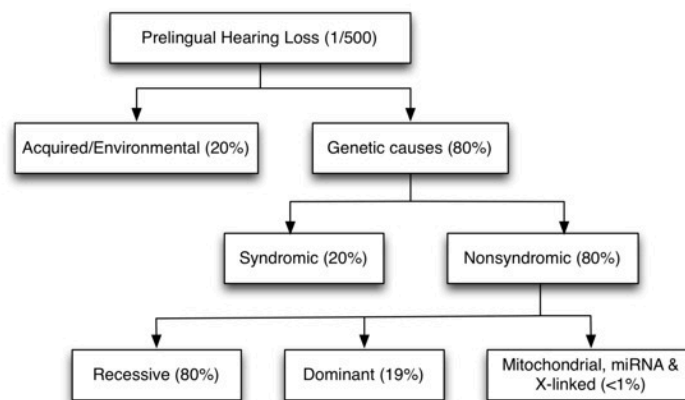 Prelingual Hearing Loss (1/500)
Acquired/Environmental (20%)
Genetic causes (80%)
Syndromic (20%)
Nonsyndromic (80%)
Recessive (80%)
Dominant (19%)
Mitochondrial, miRNA &
X-linked (<1%)